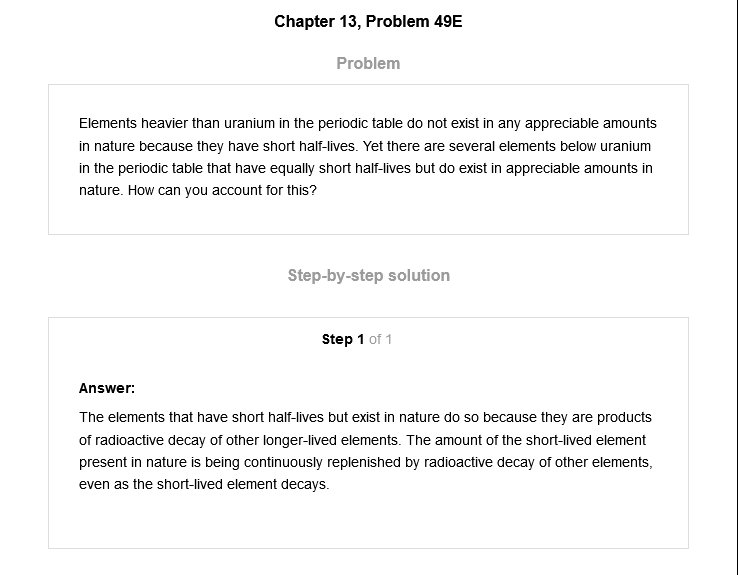 Chapter 13, Problem 49E
Problem
Elements heavier than uranium in the periodic table do not exist in any appreciable amounts
in nature because they have short half-lives. Yet there are several elements below uranium
in the periodic table that have equally short half-lives but do exist in appreciable amounts in
nature. How can you account for this?
Step-by-step solution
Step 1 of 1
Answer:
The elements that have short half-lives but exist in nature do so because they are products
of radioactive decay of other longer-lived elements. The amount of the short-lived element
present in nature is being continuously replenished by radioactive decay of other elements,
even as the short-lived element decays.